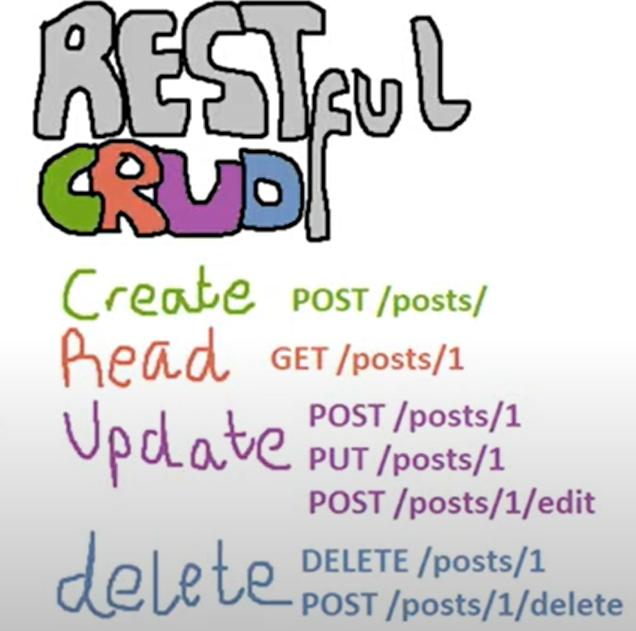 RESTful
CRUD
Create POST /posts/
Read GET /posts/1
Update POST /posts/1
PUT /posts/1
POST /posts/1/edit
delete DELETE /posts/1
POST /posts/1/delete